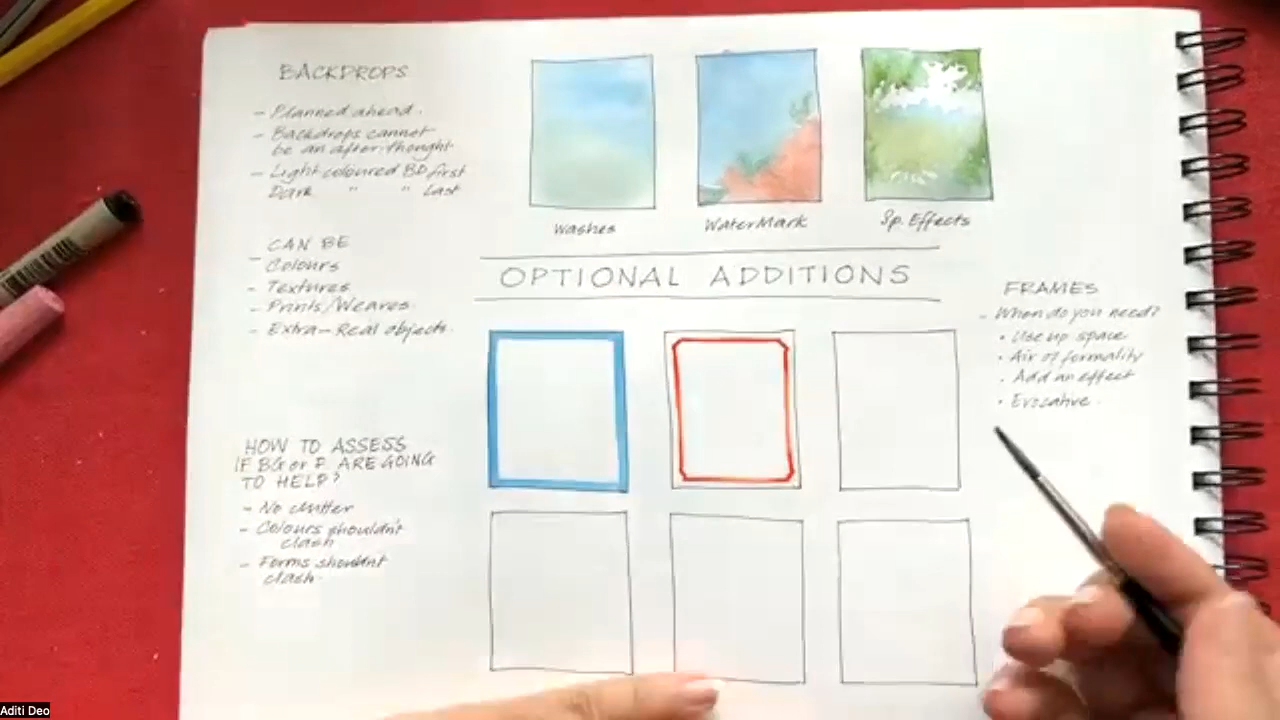 BACKDROPS
- Planned ahead.
- Backdrops cannot
be an after-thought.
- Light coloured BD first
Dark " " Last
CAN BE
- Colours
- Textures
- Prints/Weaves.
- Extra-Real objects.
HOW TO ASSESS
IF BG or F ARE GOING
TO HELP?
- No clutter
- Colours shouldn't
clash
- Forms shouldnt
clash.
Washes
WaterMark
Sp. Effects
OPTIONAL ADDITIONS
FRAMES
- When do you need?
• Use up space
• Air of formality
• Add an effect
• Evocative.
Aditi Deo